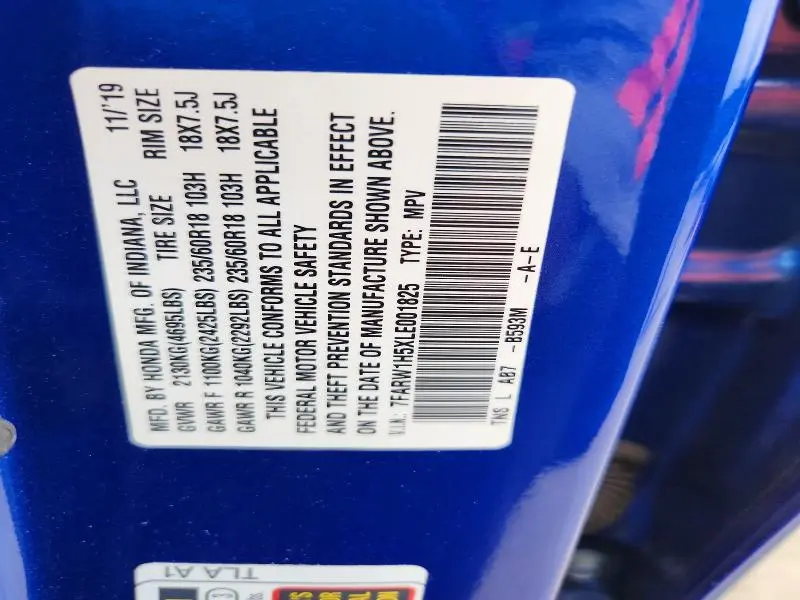 MFD. BY HONDA MFG. OF INDIANA, LLC 11/'19
GVWR 2130KG(4695LBS) TIRE SIZE RIM SIZE
GAWR F 1100KG(2425LBS) 235/60R18 103H 18X7.5J
GAWR R 1040KG(2292LBS) 235/60R18 103H 18X7.5J
THIS VEHICLE CONFORMS TO ALL APPLICABLE
FEDERAL MOTOR VEHICLE SAFETY
AND THEFT PREVENTION STANDARDS IN EFFECT
ON THE DATE OF MANUFACTURE SHOWN ABOVE.
V.I.N.: 7FARW1H5XLE001825 TYPE: MPV
TNS L AB7 -B593M -A-E
TLA A1